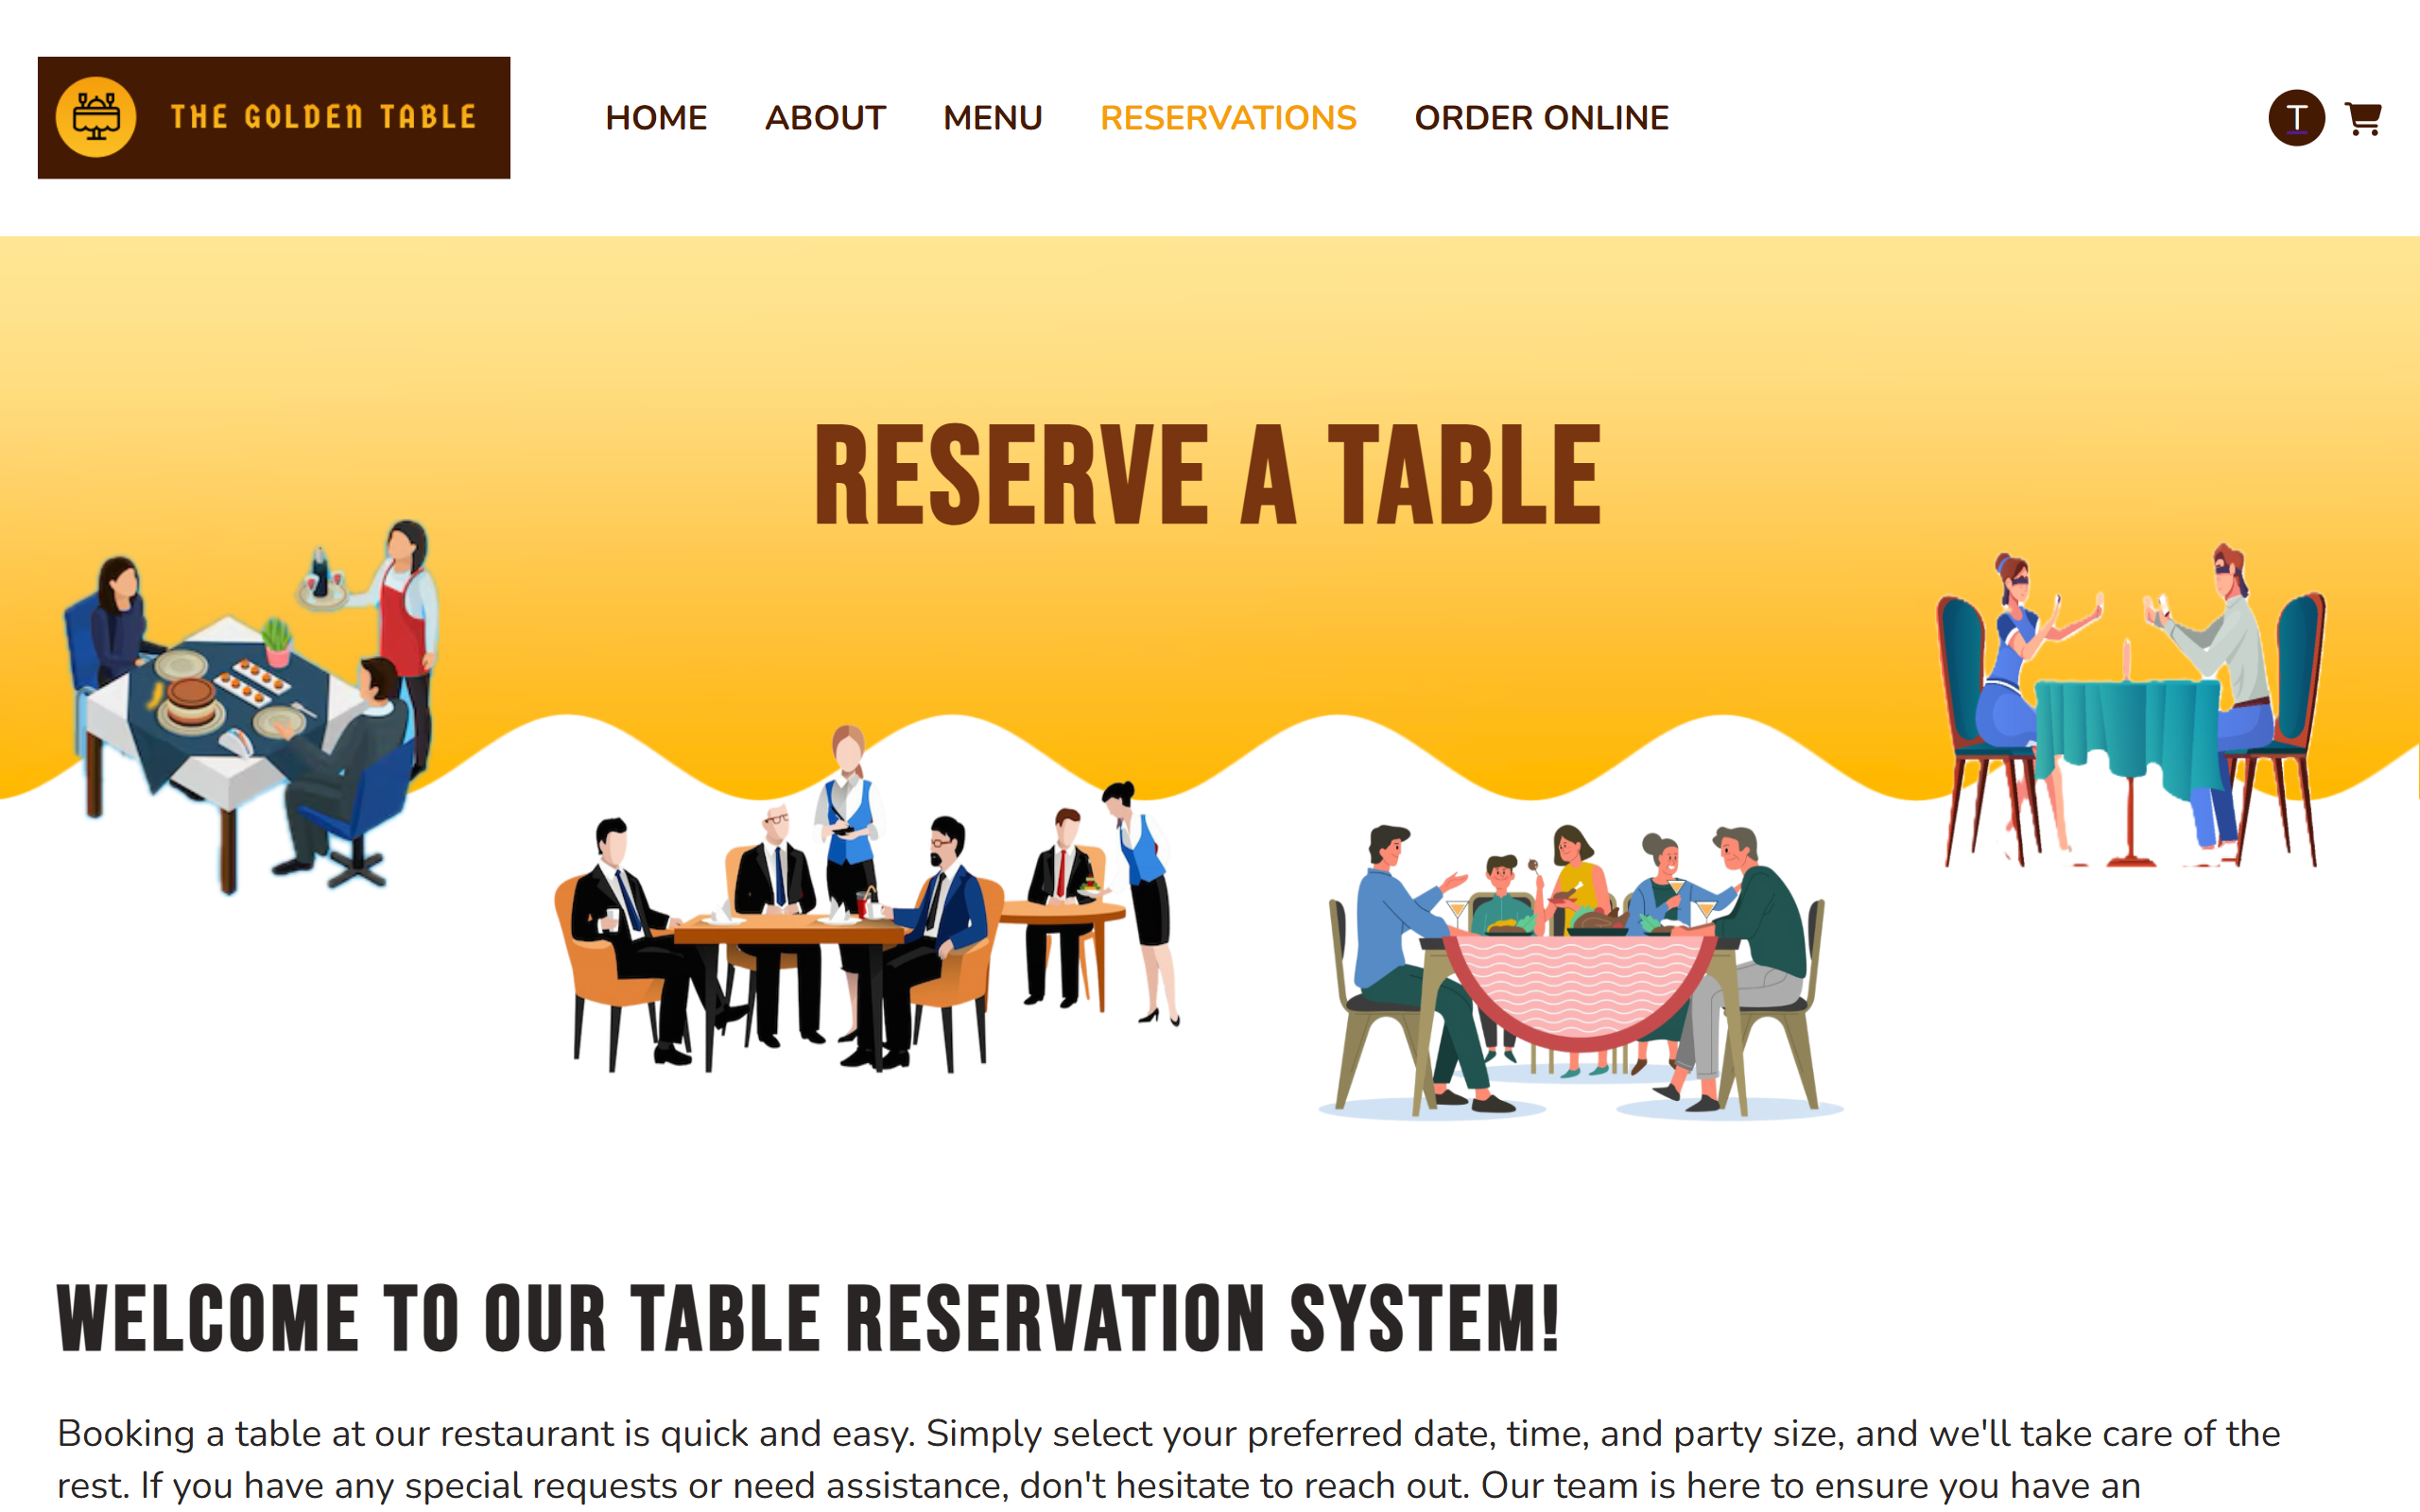 THE GOLDEN TABLE
HOME ABOUT MENU RESERVATIONS ORDER ONLINE
T
RESERVE A TABLE
WELCOME TO OUR TABLE RESERVATION SYSTEM!
Booking a table at our restaurant is quick and easy. Simply select your preferred date, time, and party size, and we'll take care of the
rest. If you have any special requests or need assistance, don't hesitate to reach out. Our team is here to ensure you have an